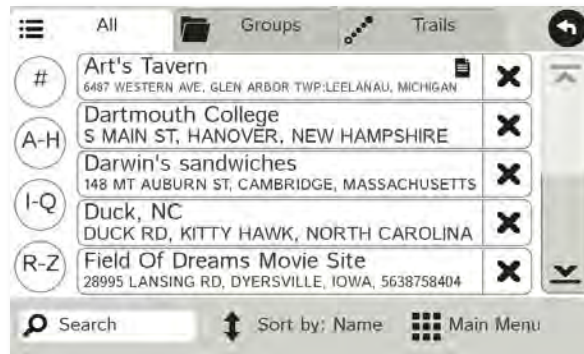 All
Groups
Trails
#
Art's Tavern
6487 WESTERN AVE, GLEN ARBOR TWP:LEELANAU, MICHIGAN
A-H
Dartmouth College
S MAIN ST, HANOVER, NEW HAMPSHIRE
Darwin's sandwiches
148 MT AUBURN ST, CAMBRIDGE, MASSACHUSETTS
I-Q
Duck, NC
DUCK RD, KITTY HAWK, NORTH CAROLINA
R-Z
Field Of Dreams Movie Site
28995 LANSING RD, DYERSVILLE, IOWA, 5638758404
Search
Sort by: Name
Main Menu